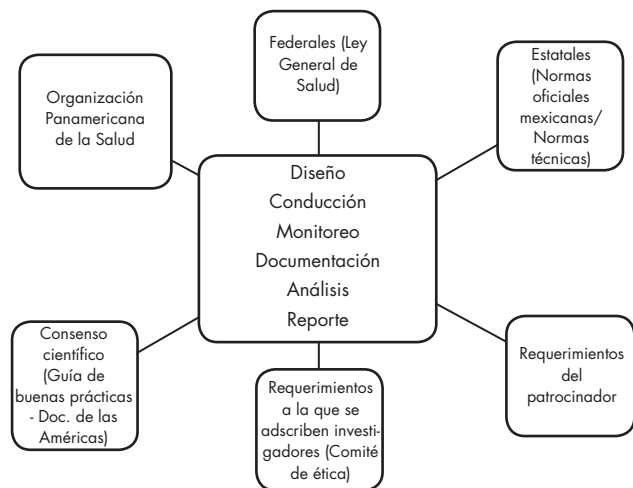 Federales (Ley
General de
Salud)
Organización
Panamericana
de la Salud
Estatales
(Normas
oficiales
mexicanas/
Normas
técnicas)
Diseño
Conducción
Monitoreo
Documentación
Análisis
Reporte
Consenso
científico
(Guía de
buenas prácticas
- Doc. de las
Américas)
Requerimientos
a la que se
adscriben investi-
gadores (Comité
de ética)
Requerimientos
del
patrocinador